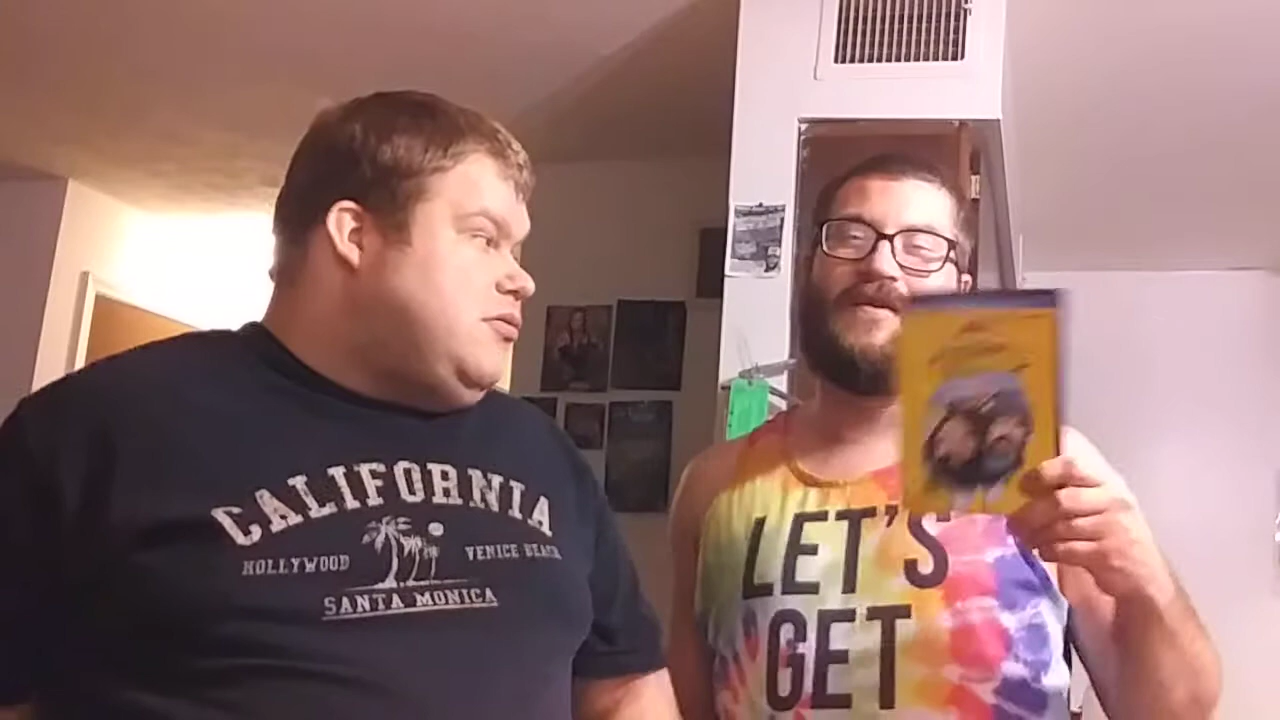 CALIFORNIA
HOLLYWOOD
VENICE BEACH
SANTA MONICA
LET'S
GET